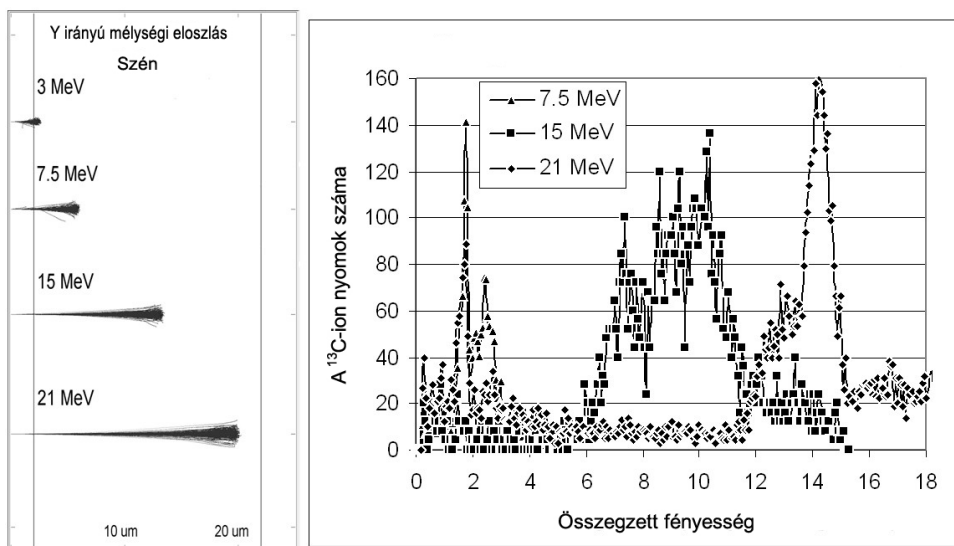 Y irányú mélységi eloszlás
Szén
3 MeV
7.5 MeV
15 MeV
21 MeV
10 um 20 um
A ¹³C-ion nyomok száma
160
140
120
100
80
60
40
20
0
7.5 MeV
15 MeV
21 MeV
0 2 4 6 8 10 12 14 16 18
Összegzett fényesség